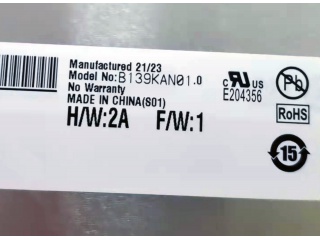 Manufactured 21/23
Model No:B139KAN01.0
No Warranty
MADE IN CHINA(S01)
H/W:2A F/W:1
c RU US
E204356
Pb
RoHS
15